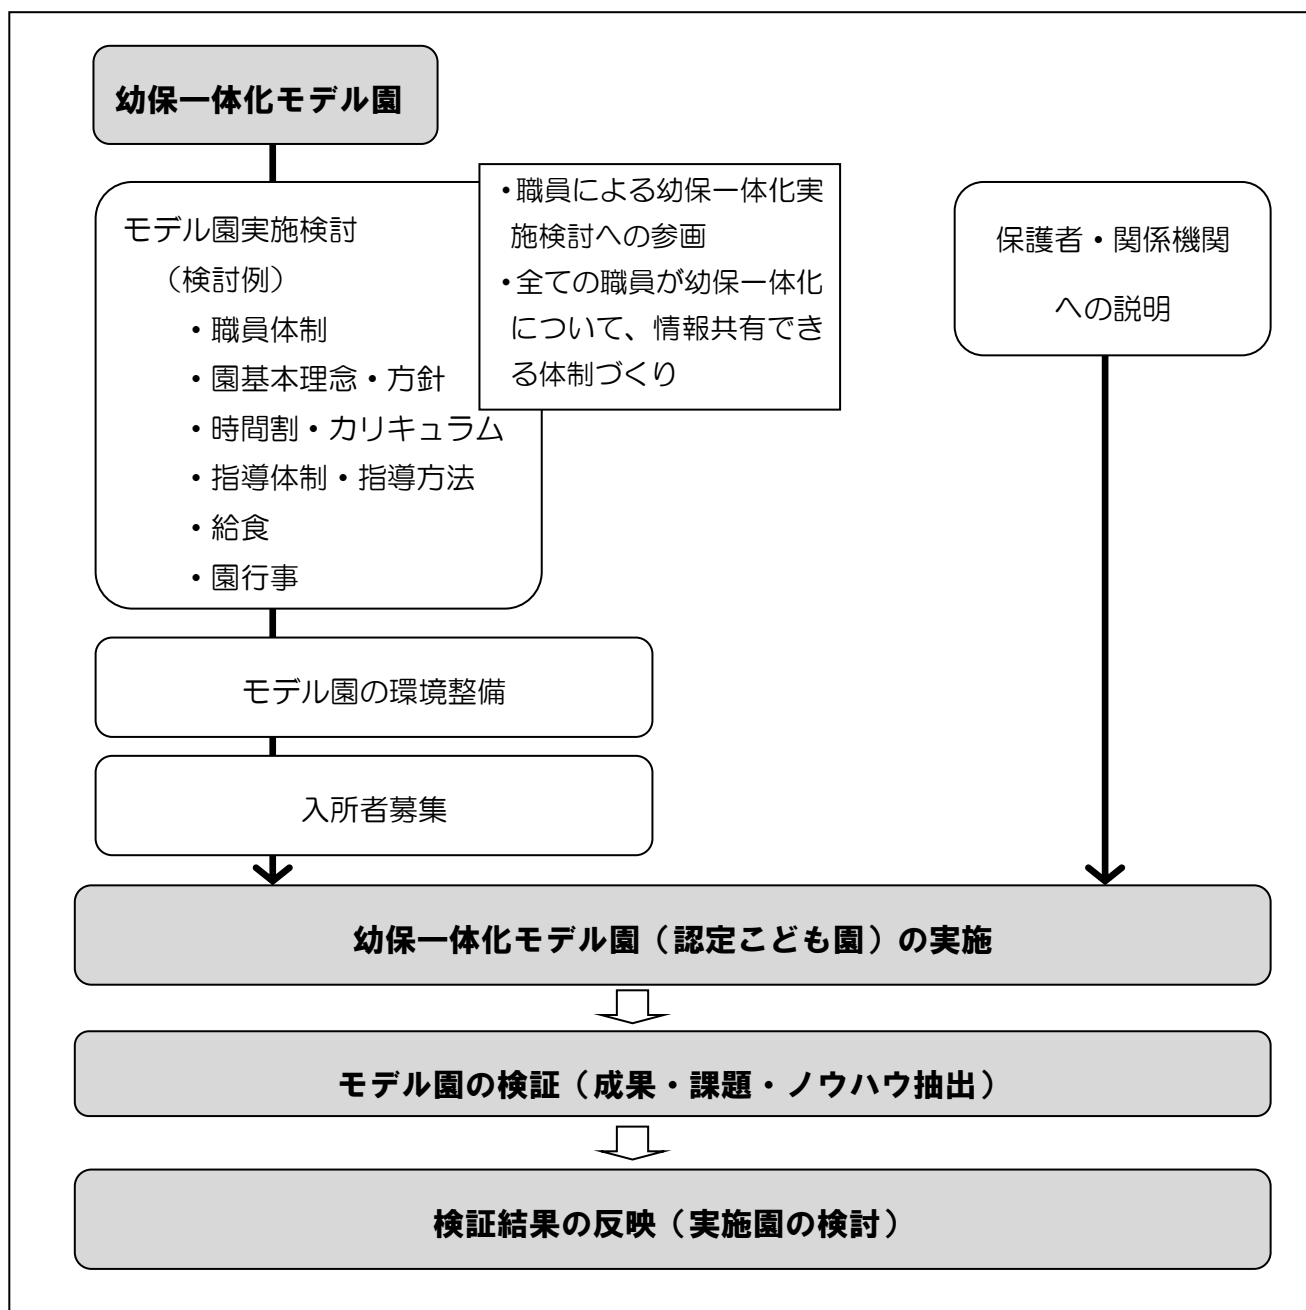 幼保一体化モデル園
モデル園実施検討
（検討例）
・職員体制
・園基本理念・方針
・時間割・カリキュラム
・指導体制・指導方法
・給食
・園行事
・職員による幼保一体化実
施検討への参画
・全ての職員が幼保一体化
について、情報共有でき
る体制づくり
保護者・関係機関
への説明
モデル園の環境整備
入所者募集
幼保一体化モデル園（認定こども園）の実施
モデル園の検証（成果・課題・ノウハウ抽出）
検証結果の反映（実施園の検討）